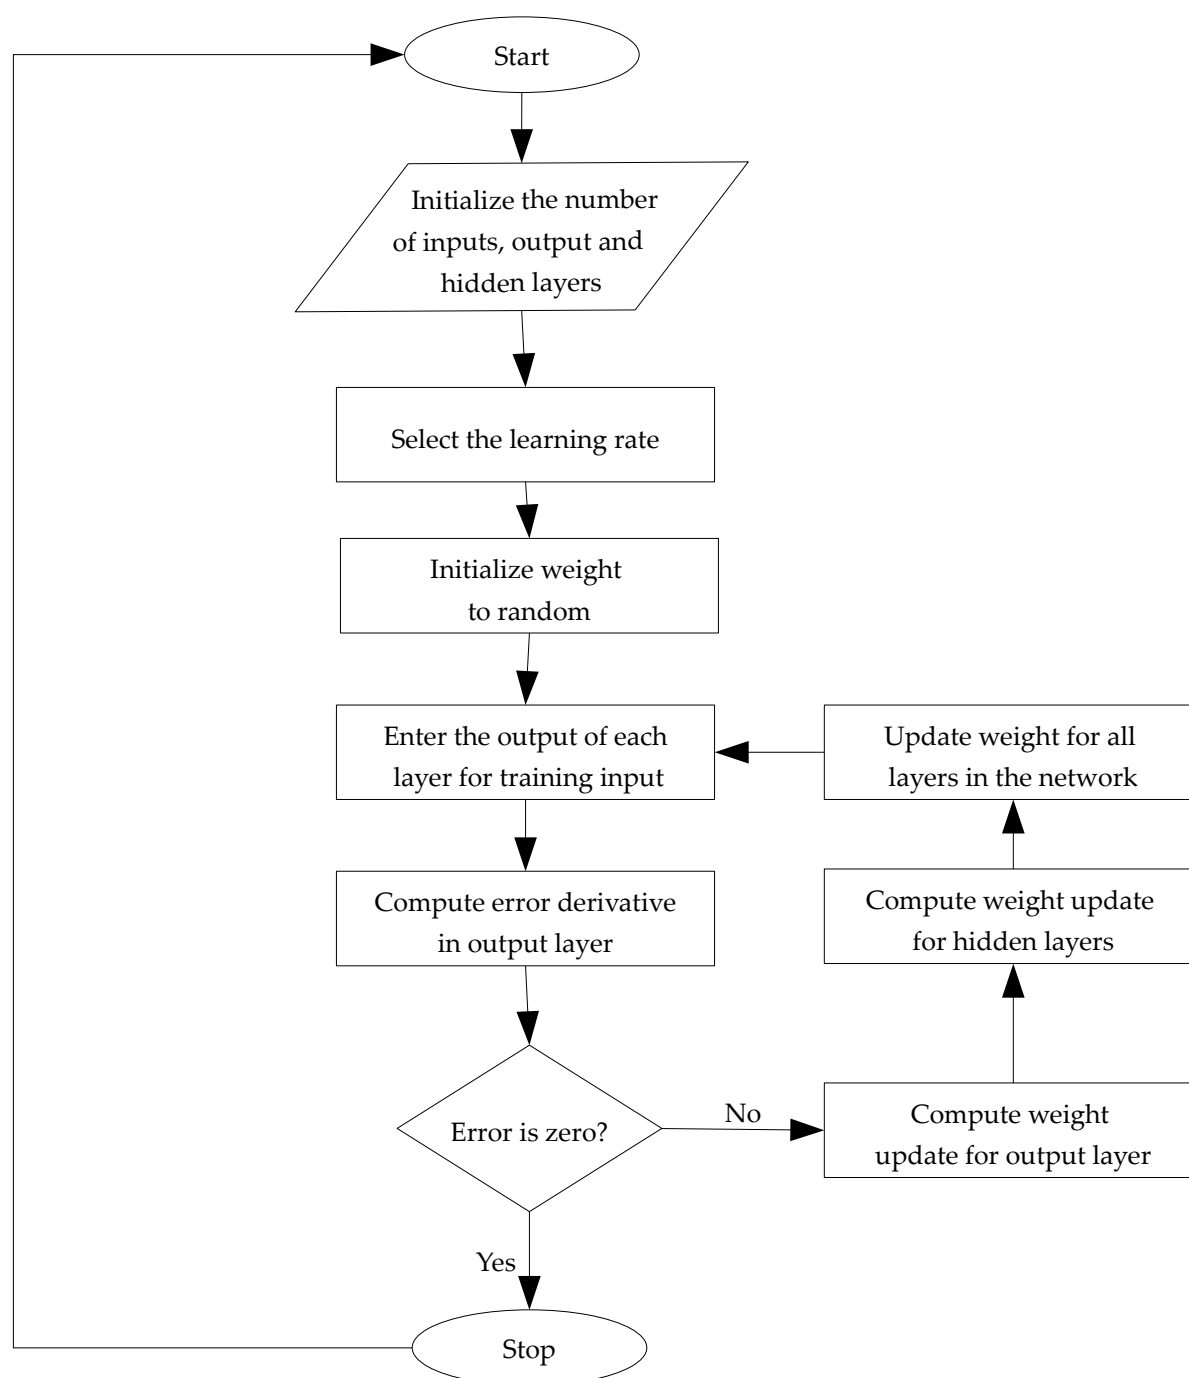 Start
Initialize the number
of inputs, output and
hidden layers
Select the learning rate
Initialize weight
to random
Enter the output of each
layer for training input
Update weight for all
layers in the network
Compute error derivative
in output layer
Compute weight update
for hidden layers
Error is zero?
No
Compute weight
update for output layer
Yes
Stop